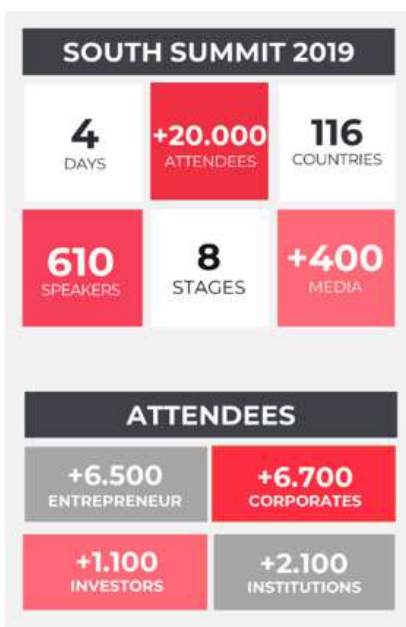 SOUTH SUMMIT 2019
4
DAYS
+20.000
ATTENDEES
116
COUNTRIES
610
SPEAKERS
8
STAGES
+400
MEDIA
ATTENDEES
+6.500
ENTREPRENEUR
+6.700
CORPORATES
+1.100
INVESTORS
+2.100
INSTITUTIONS